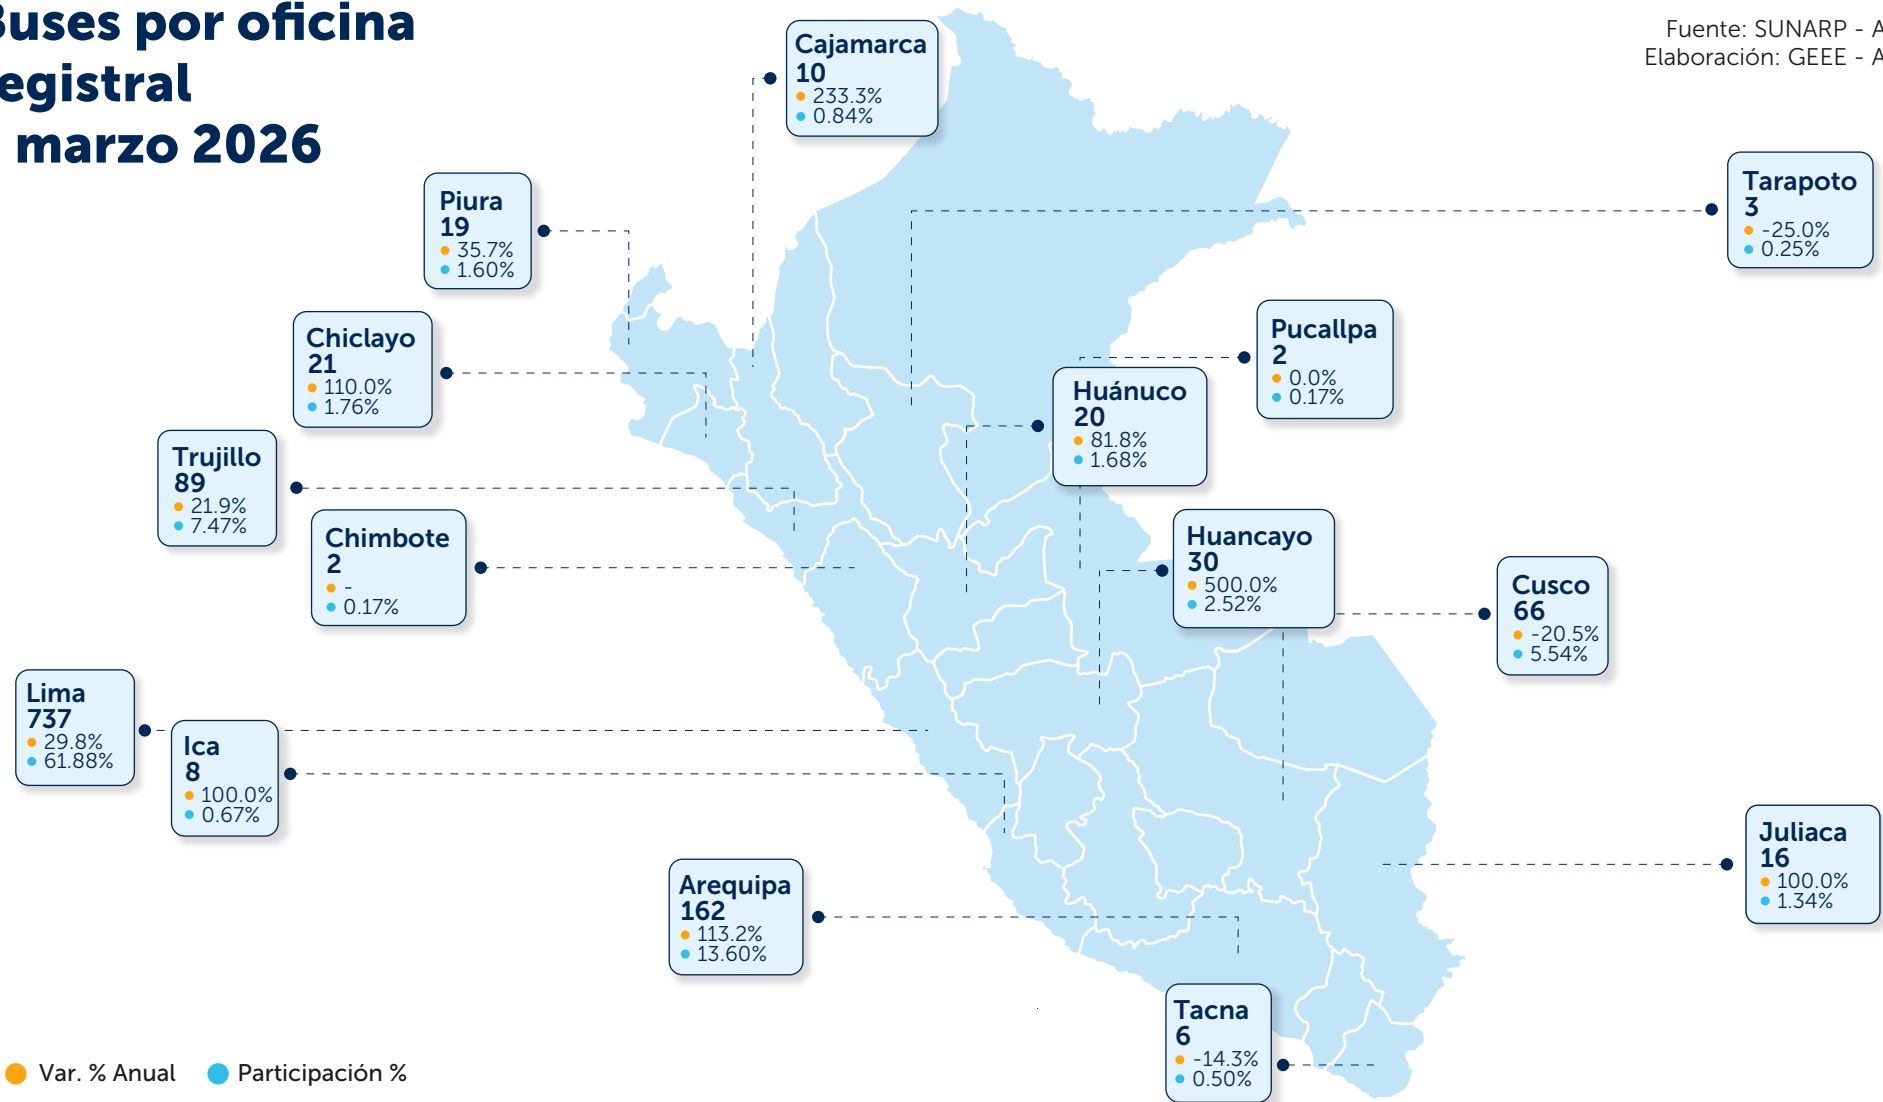 Buses por oficina
egistral
marzo 2026
Fuente: SUNARP - A
Elaboración: GEEE - A
Cajamarca
10
233.3%
0.84%
Piura
19
35.7%
1.60%
Tarapoto
3
-25.0%
0.25%
Chiclayo
21
110.0%
1.76%
Pucallpa
2
0.0%
0.17%
Huánuco
20
81.8%
1.68%
Trujillo
89
21.9%
7.47%
Chimbote
2
-
0.17%
Huancayo
30
500.0%
2.52%
Cusco
66
-20.5%
5.54%
Lima
737
29.8%
61.88%
Ica
8
100.0%
0.67%
Juliaca
16
100.0%
1.34%
Arequipa
162
113.2%
13.60%
Tacna
6
-14.3%
0.50%
Var. % Anual
Participación %